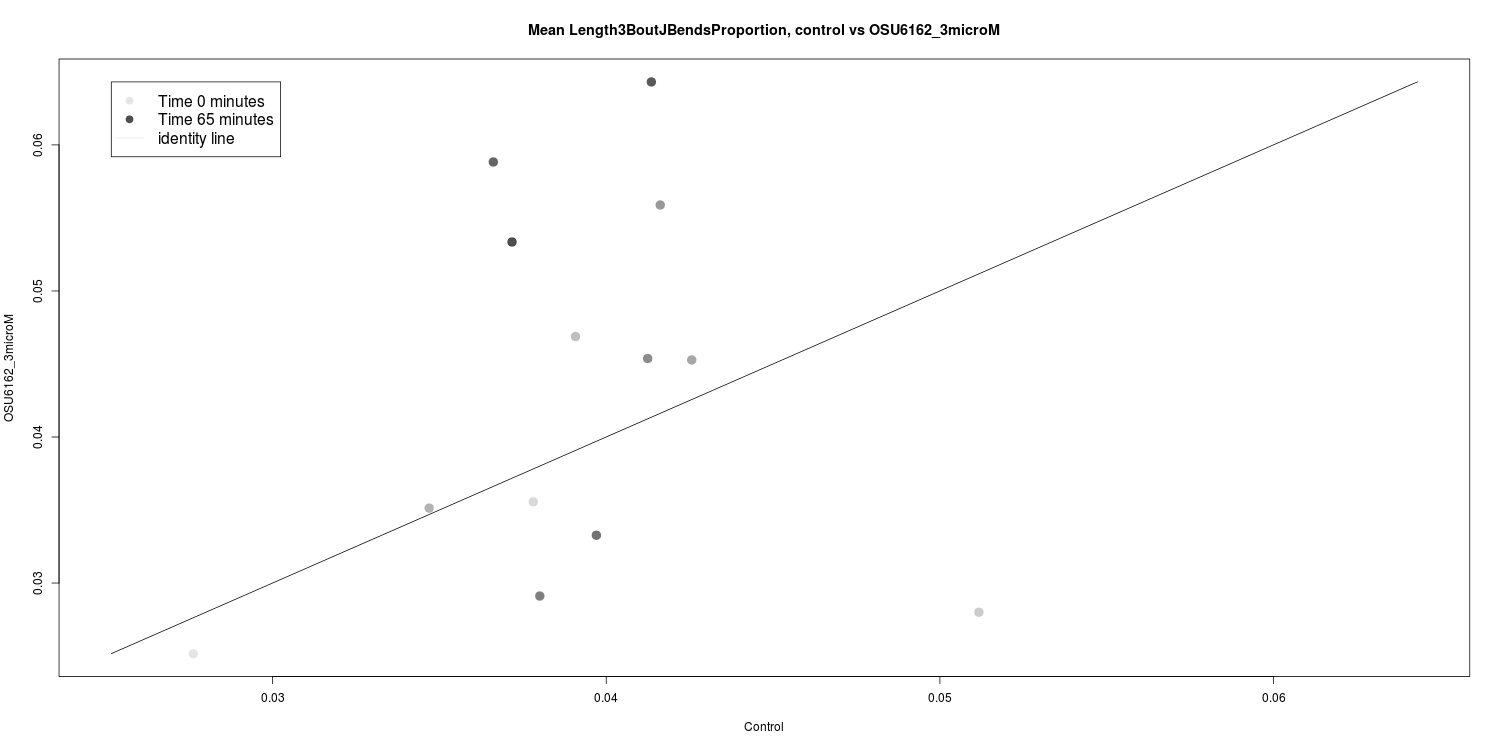 Mean Length3BoutJBendsProportion, control vs OSU6162_3microM
Time 0 minutes
Time 65 minutes
identity line
OSU6162_3microM
0.06
0.05
0.04
0.03
0.03
0.04
0.05
0.06
Control